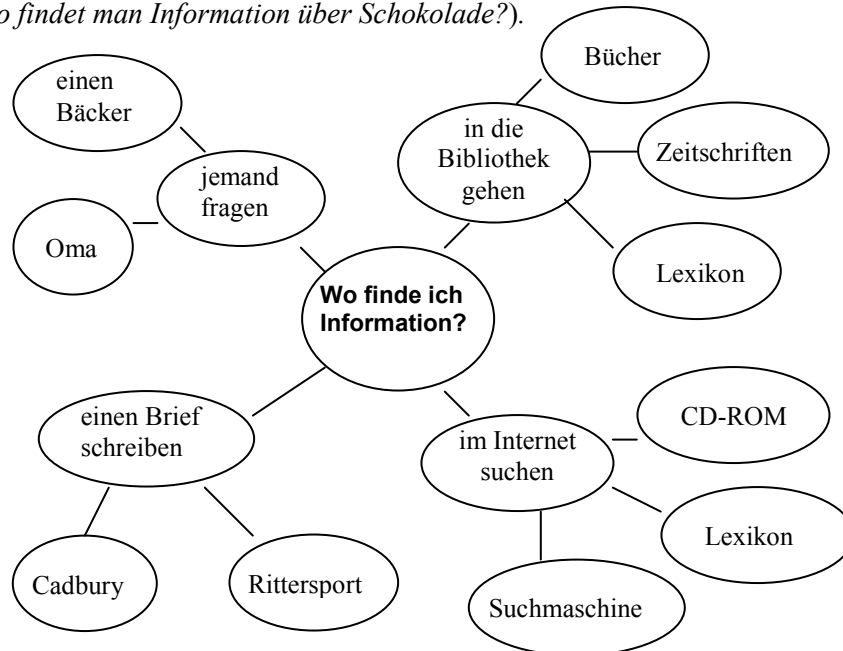 o findet man Information über Schokolade?).
einen
Bäcker
jemand
fragen
Oma
Bücher
in die
Bibliothek
gehen
Zeitschriften
Lexikon
Wo finde ich
Information?
einen Brief
schreiben
Cadbury
Rittersport
im Internet
suchen
CD-ROM
Lexikon
Suchmaschine